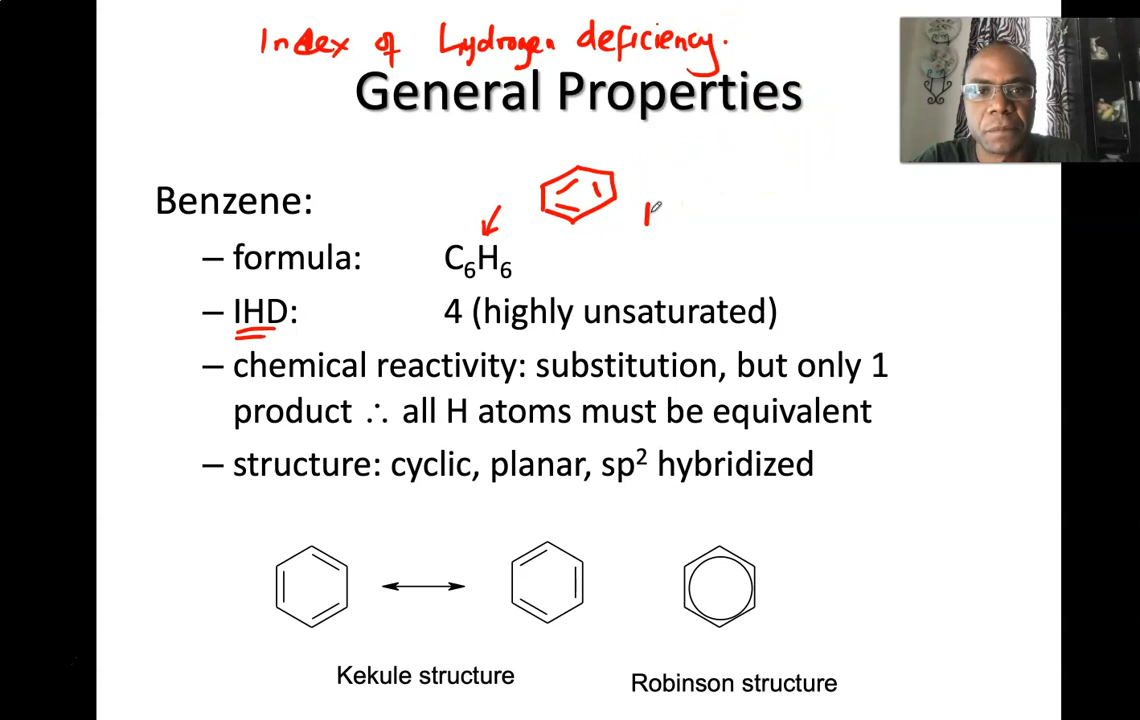 Index of Hydrogen deficiency.
General Properties
Benzene:
– formula: C₆H₆
– IHD: 4 (highly unsaturated)
– chemical reactivity: substitution, but only 1
product ∴ all H atoms must be equivalent
– structure: cyclic, planar, sp² hybridized
Kekule structure
Robinson structure